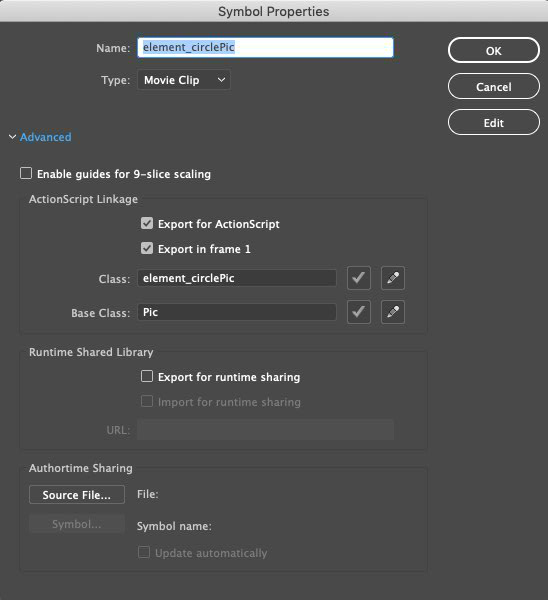 Symbol Properties
Name: element_circlePic
OK
Type: Movie Clip
Cancel
Edit
Advanced
Enable guides for 9-slice scaling
ActionScript Linkage
Export for ActionScript
Export in frame 1
Class: element_circlePic
Base Class: Pic
Runtime Shared Library
Export for runtime sharing
Import for runtime sharing
URL:
Authortime Sharing
Source File... File:
Symbol... Symbol name:
Update automatically